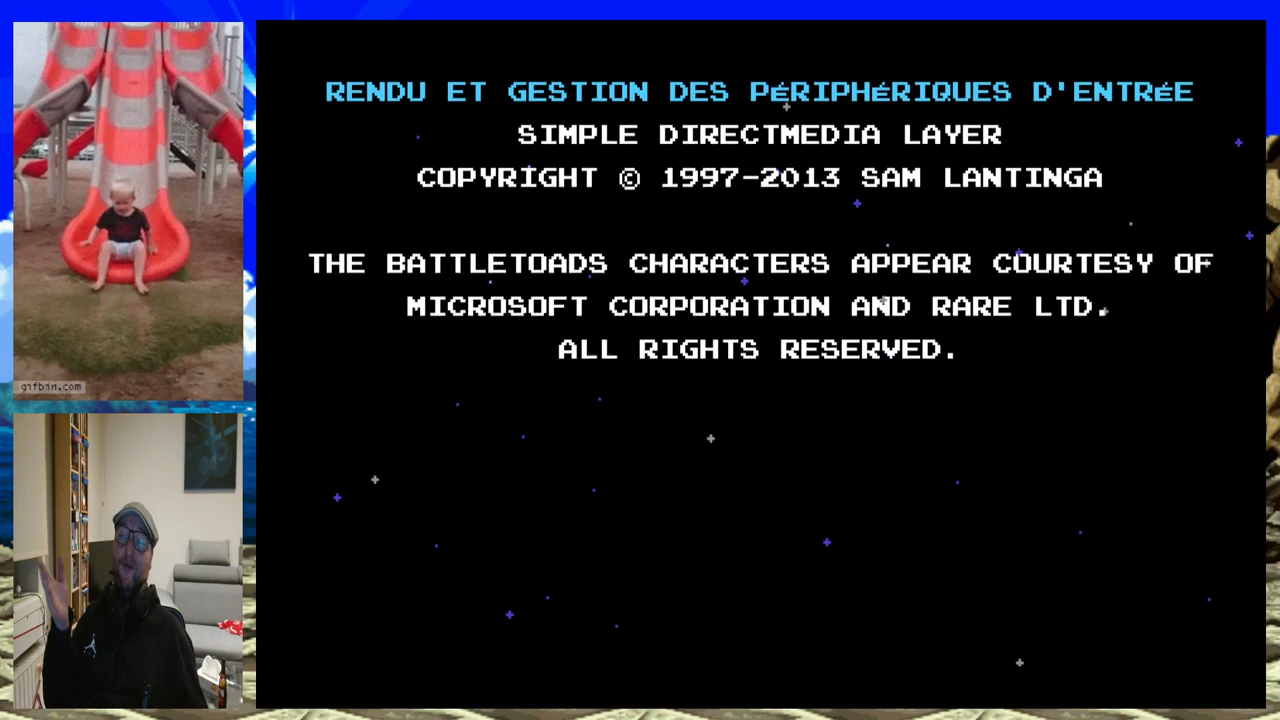 RENDU ET GESTION DES PéRIPHéRIQUES D'ENTRéE
SIMPLE DIRECTMEDIA LAYER
COPYRIGHT © 1997-2013 SAM LANTINGA
THE BATTLETOADS CHARACTERS APPEAR COURTESY OF
MICROSOFT CORPORATION AND RARE LTD.
ALL RIGHTS RESERVED.
gifbin.com